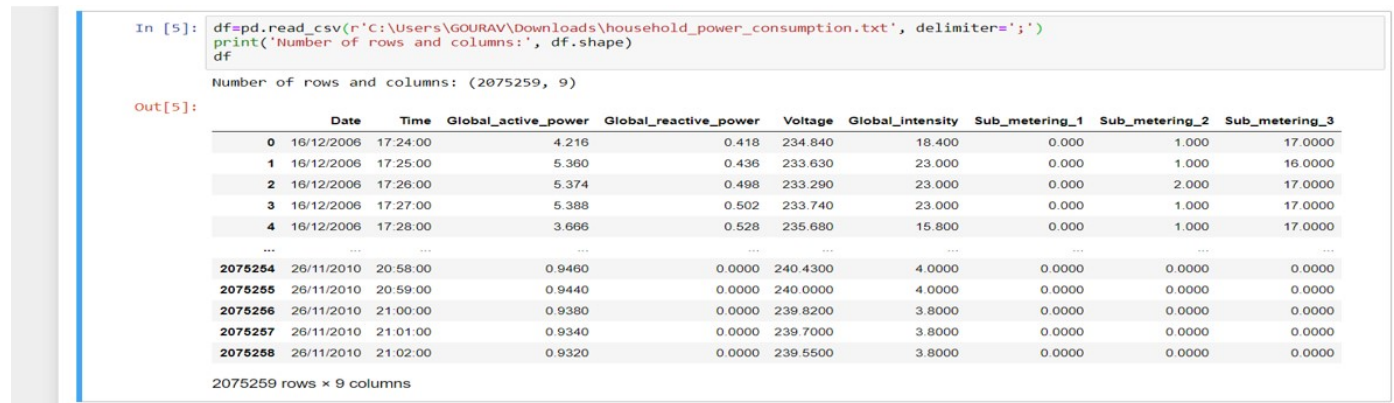 In [5]: df=pd.read_csv(r'C:\Users\GOURAV\Downloads\household_power_consumption.txt', delimiter=';')
print('Number of rows and columns:', df.shape)
df
Number of rows and columns: (2075259, 9)
Out[5]:
Date Time Global_active_power Global_reactive_power Voltage Global_intensity Sub_metering_1 Sub_metering_2 Sub_metering_3
0 16/12/2006 17:24:00 4.216 0.418 234.840 18.400 0.000 1.000 17.0000
1 16/12/2006 17:25:00 5.360 0.436 233.630 23.000 0.000 1.000 16.0000
2 16/12/2006 17:26:00 5.374 0.498 233.290 23.000 0.000 2.000 17.0000
3 16/12/2006 17:27:00 5.388 0.502 233.740 23.000 0.000 1.000 17.0000
4 16/12/2006 17:28:00 3.666 0.528 235.680 15.800 0.000 1.000 17.0000
... ... ... ... ... ... ... ... ... ...
2075254 26/11/2010 20:58:00 0.9460 0.0000 240.4300 4.0000 0.0000 0.0000 0.0000
2075255 26/11/2010 20:59:00 0.9440 0.0000 240.0000 4.0000 0.0000 0.0000 0.0000
2075256 26/11/2010 21:00:00 0.9380 0.0000 239.8200 3.8000 0.0000 0.0000 0.0000
2075257 26/11/2010 21:01:00 0.9340 0.0000 239.7000 3.8000 0.0000 0.0000 0.0000
2075258 26/11/2010 21:02:00 0.9320 0.0000 239.5500 3.8000 0.0000 0.0000 0.0000
2075259 rows × 9 columns